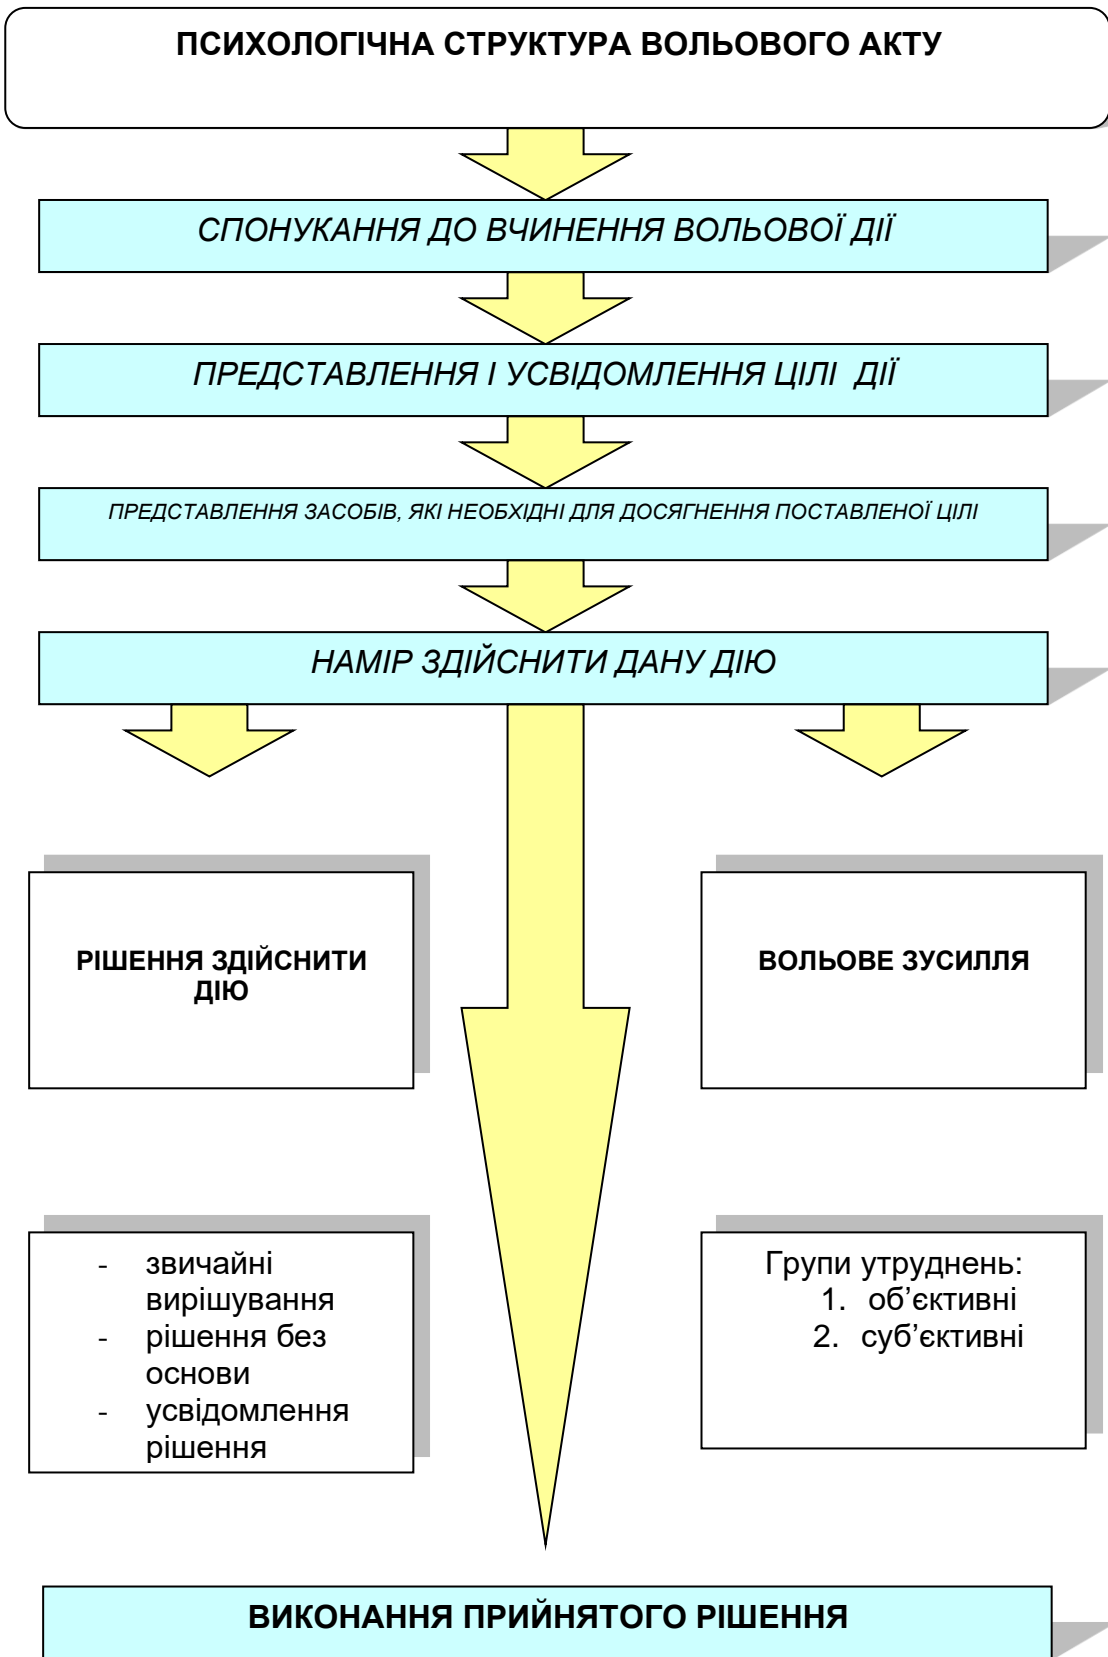 ПСИХОЛОГІЧНА СТРУКТУРА ВОЛЬОВОГО АКТУ
СПОНУКАННЯ ДО ВЧИНЕННЯ ВОЛЬОВОЇ ДІЇ
ПРЕДСТАВЛЕННЯ І УСВІДОМЛЕННЯ ЦІЛІ ДІЇ
ПРЕДСТАВЛЕННЯ ЗАСОБІВ, ЯКІ НЕОБХІДНІ ДЛЯ ДОСЯГНЕННЯ ПОСТАВЛЕНОЇ ЦІЛІ
НАМІР ЗДІЙСНИТИ ДАНУ ДІЮ
РІШЕННЯ ЗДІЙСНИТИ
ДІЮ
ВОЛЬОВЕ ЗУСИЛЛЯ
- звичайні
вирішування
- рішення без
основи
- усвідомлення
рішення
Групи утруднень:
1. об’єктивні
2. суб’єктивні
ВИКОНАННЯ ПРИЙНЯТОГО РІШЕННЯ